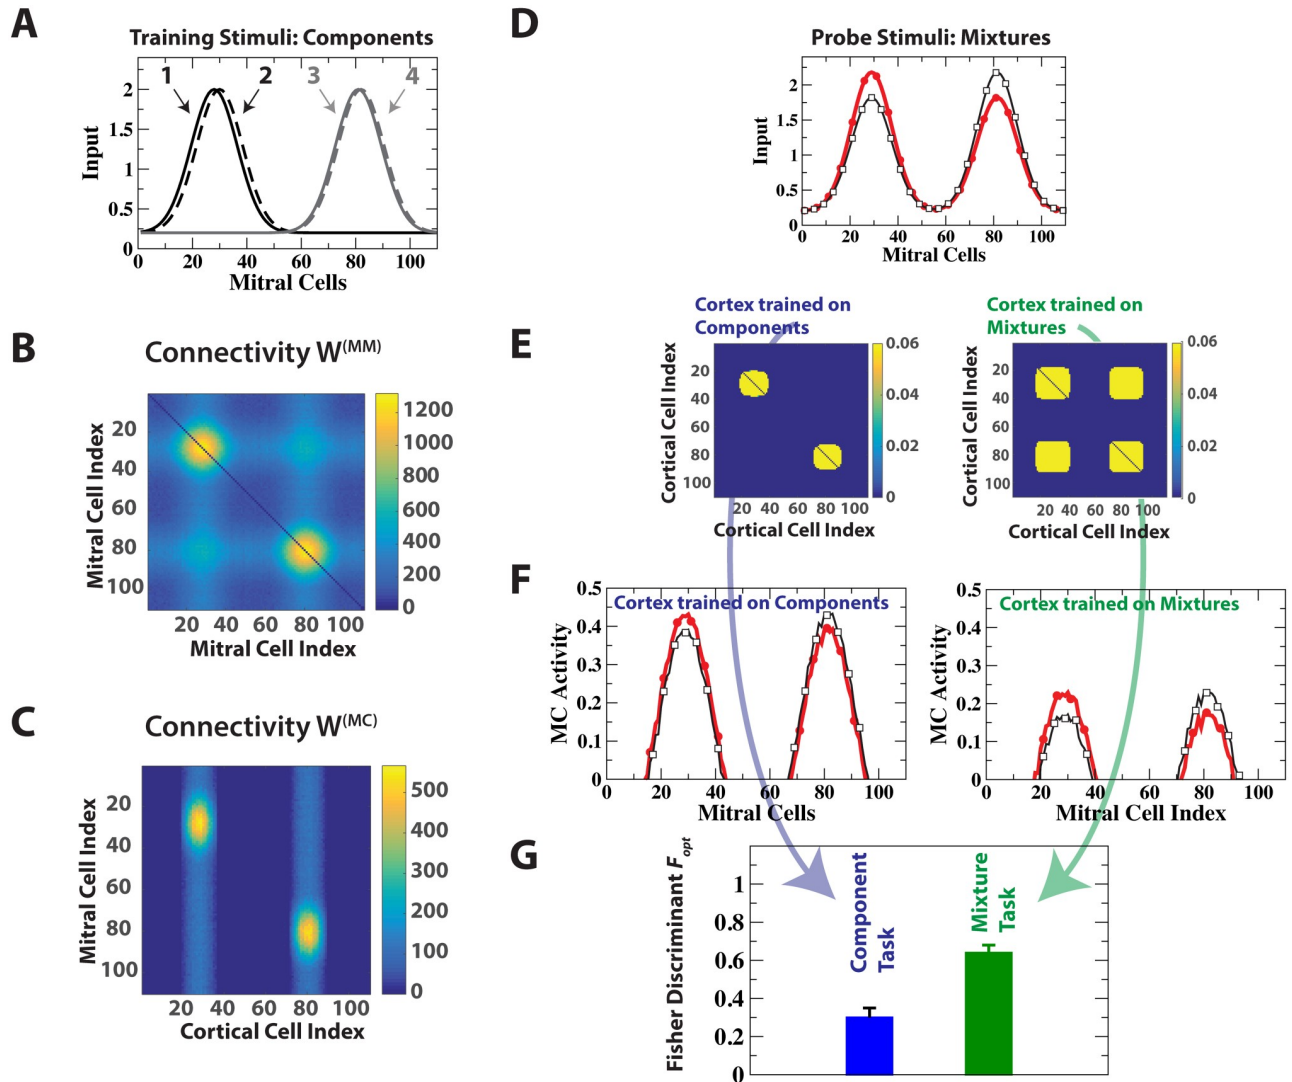 A
Training Stimuli: Components
1
2
3
4
Input
2
1.5
1
0.5
0
0
20
40
60
80
100
Mitral Cells
B
Connectivity W(MM)
Mitral Cell Index
20
40
60
80
100
20 40 60 80 100
Mitral Cell Index
1200
1000
800
600
400
200
0
C
Connectivity W(MC)
Mitral Cell Index
20
40
60
80
100
20 40 60 80 100
Cortical Cell Index
500
400
300
200
100
0
D
Probe Stimuli: Mixtures
Input
2
1.5
1
0.5
0
0
20
40
60
80
100
Mitral Cells
E
Cortex trained on
Components
Cortical Cell Index
20
40
60
80
100
20 40 60 80 100
Cortical Cell Index
0.06
0.04
0.02
0
Cortex trained on
Mixtures
Cortical Cell Index
20
40
60
80
100
20 40 60 80 100
Cortical Cell Index
0.06
0.04
0.02
0
F
Cortex trained on Components
MC Activity
0.5
0.4
0.3
0.2
0.1
0
0
20
40
60
80
100
Mitral Cells
Cortex trained on Mixtures
MC Activity
0.5
0.4
0.3
0.2
0.1
0
0
20
40
60
80
100
Mitral Cell Index
G
Fisher Discriminant Fopt
1
0.8
0.6
0.4
0.2
0
Component
Task
Mixture
Task